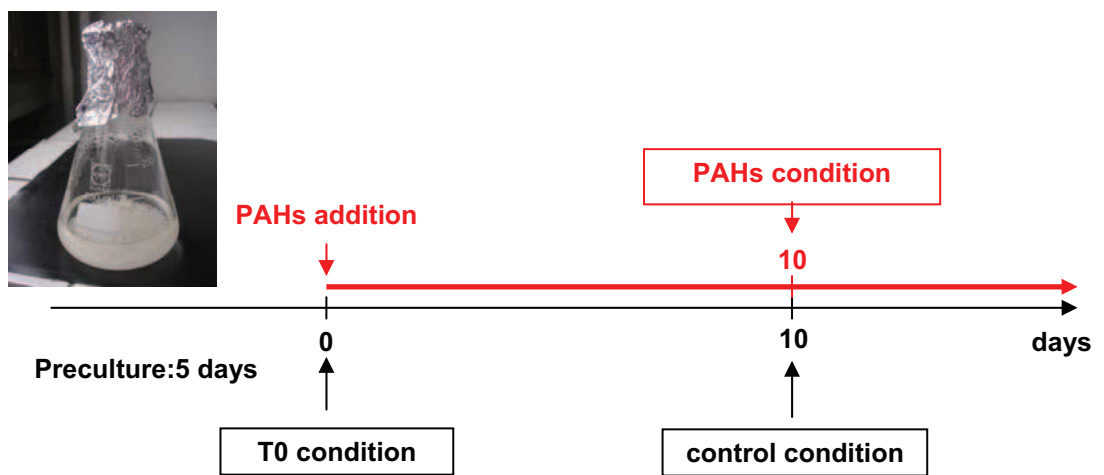 PAHs condition
PAHs addition
10
0
10
days
Preculture:5 days
T0 condition
control condition